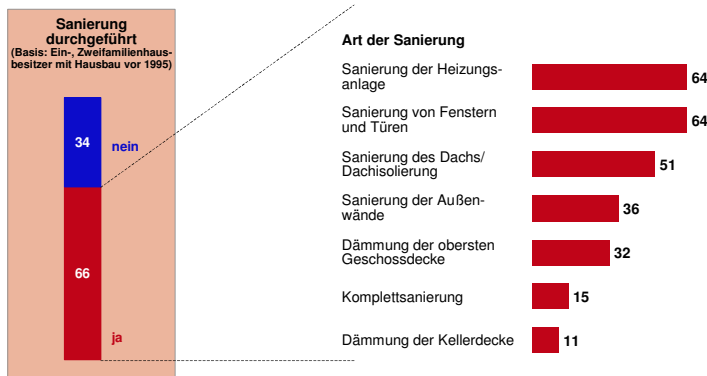 Sanierung
durchgeführt
(Basis: Ein-, Zweifamilienhaus-
besitzer mit Hausbau vor 1995)
34
nein
66
ja
Art der Sanierung
Sanierung der Heizungs-
anlage
64
Sanierung von Fenstern
und Türen
64
Sanierung des Dachs/
Dachisolierung
51
Sanierung der Außen-
wände
36
Dämmung der obersten
Geschossdecke
32
Komplettsanierung
15
Dämmung der Kellerdecke
11